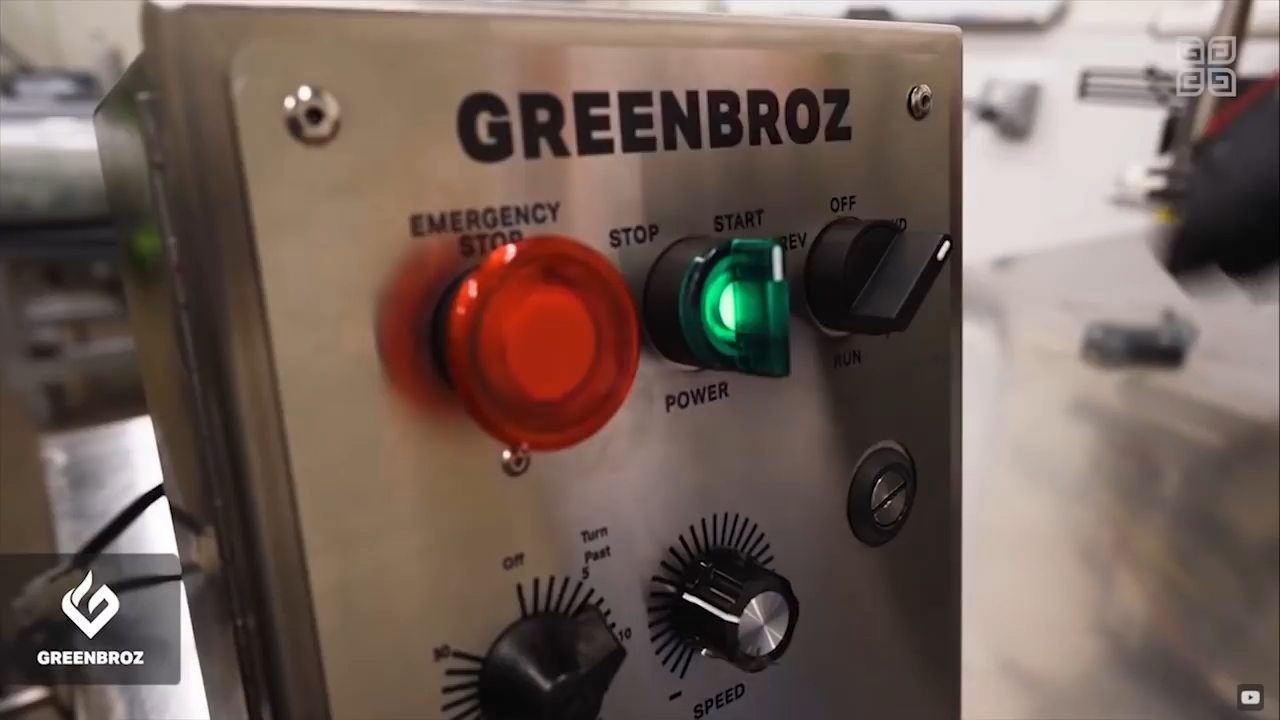 GREENBROZ
EMERGENCY
STOP
STOP
START
POWER
REV
OFF
RUN
Off
Turn
Past
5
10
30
SPEED
-
GREENBROZ